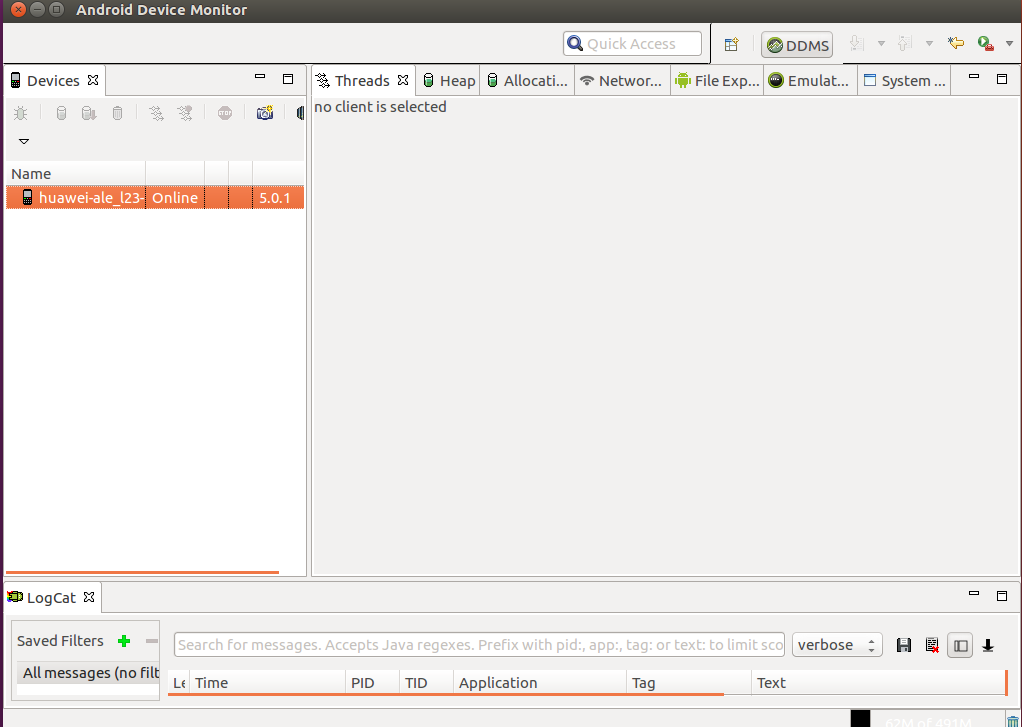 Android Device Monitor
Quick Access
DDMS
Devices
Threads
Heap
Allocati...
Networ...
File Exp...
Emulat...
System ...
no client is selected
Name
huawei-ale_l23-
Online
5.0.1
LogCat
Saved Filters
All messages (no filt
Search for messages. Accepts Java regexes. Prefix with pid:, app:, tag: or text: to limit sco
verbose
Le
Time
PID
TID
Application
Tag
Text
62M of 491M